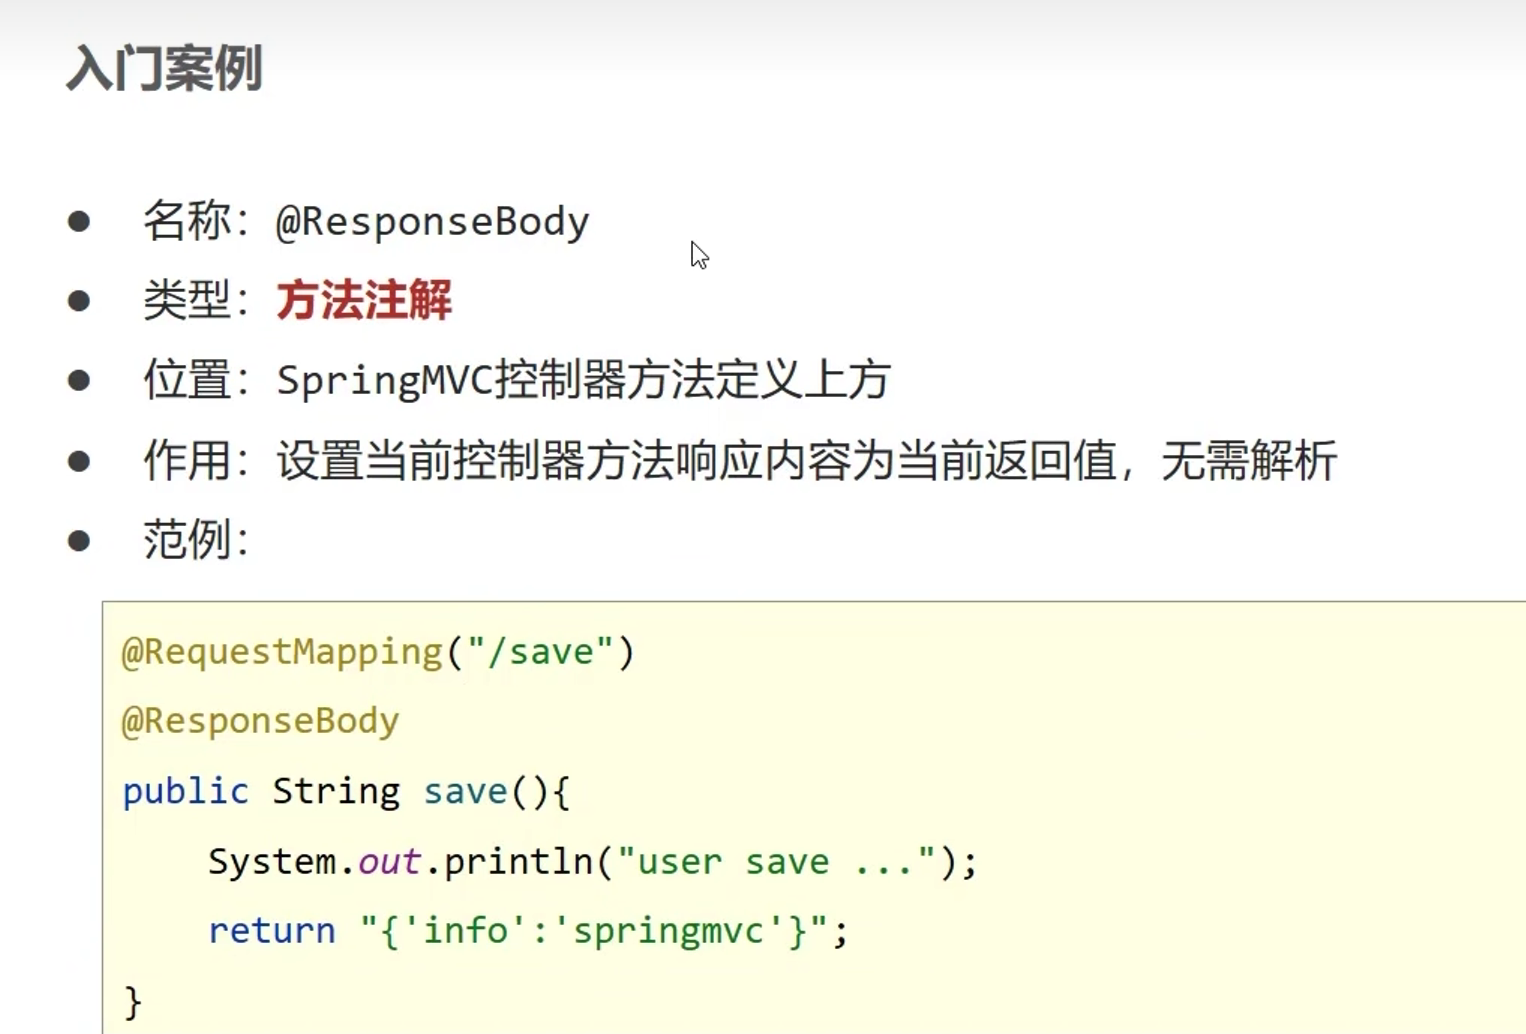 入门案例
● 名称：@ResponseBody
● 类型：方法注解
● 位置：SpringMVC控制器方法定义上方
● 作用：设置当前控制器方法响应内容为当前返回值，无需解析
● 范例：
@RequestMapping("/save")
@ResponseBody
public String save(){
    System.out.println("user save ...");
    return "{'info':'springmvc'}";
}